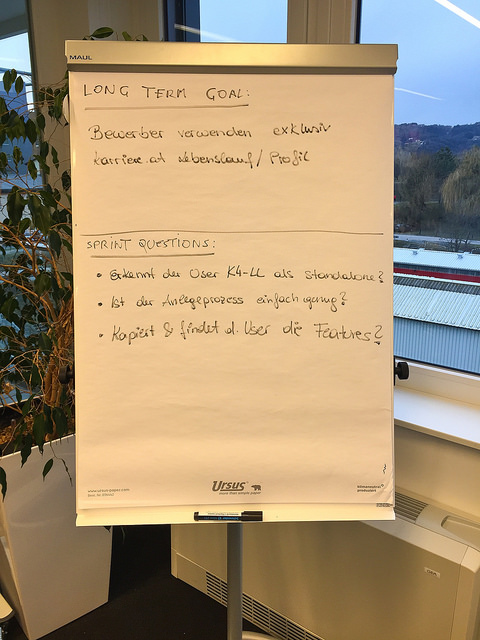 MAUL
LONG TERM GOAL:
Bewerber verwenden exklusiv
karriere.at Lebenslauf / Profil
SPRINT QUESTIONS:
• Erkennt der User K4-LL als Standalone?
• Ist der Anlegeprozess einfach genug?
• Kapiert & findet d. User die Features?
Ursus
more than simple paper